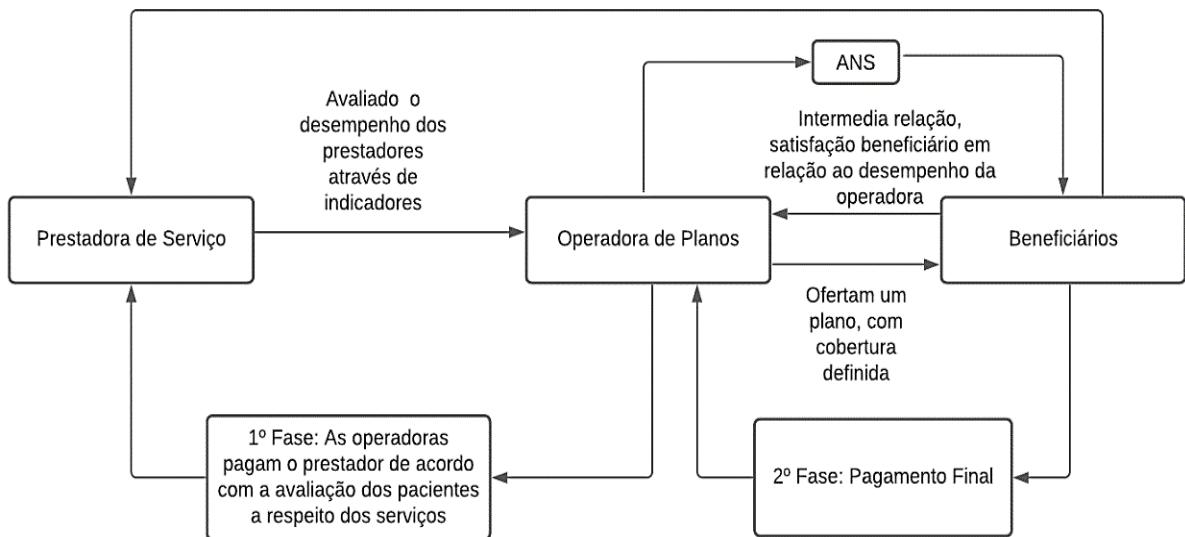 ANS
Avaliado o
desempenho dos
prestadores
através de
indicadores
Intermedia relação,
satisfação beneficiário em
relação ao desempenho da
operadora
Prestadora de Serviço
Operadora de Planos
Beneficiários
Ofertam um
plano, com
cobertura
definida
1º Fase: As operadoras
pagam o prestador de acordo
com a avaliação dos pacientes
a respeito dos serviços
2º Fase: Pagamento Final